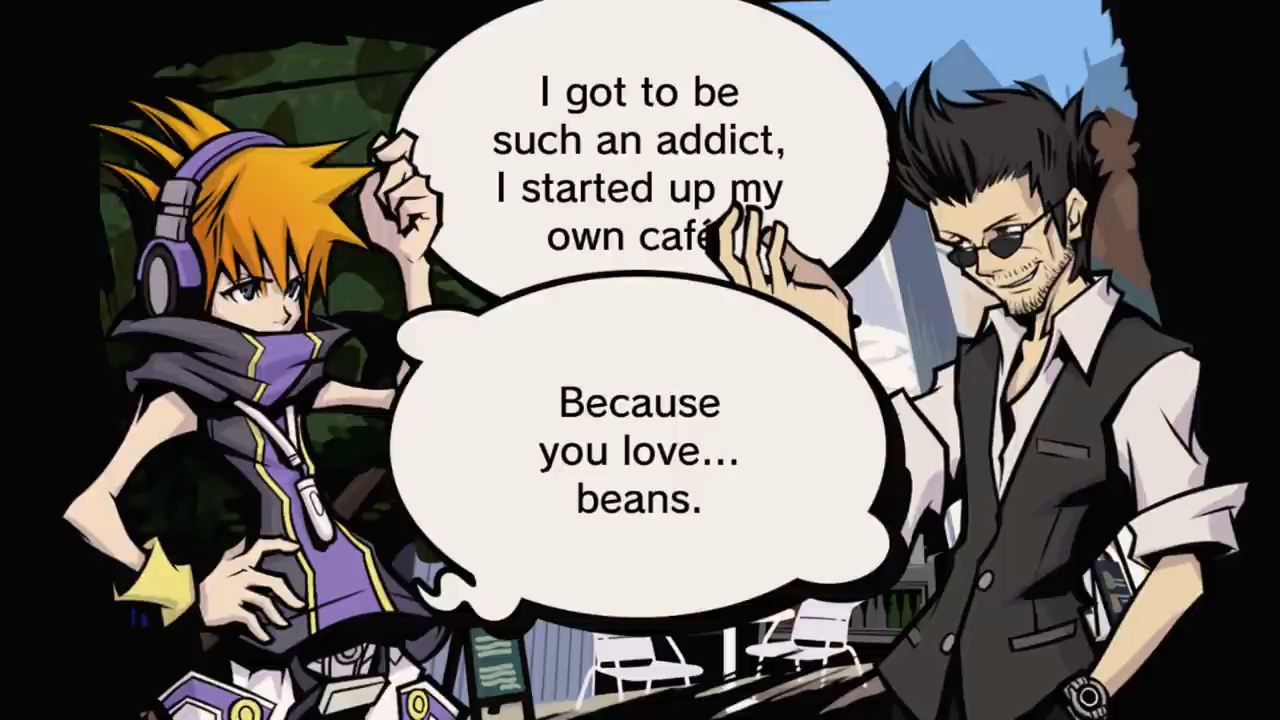 I got to be
such an addict,
I started up my
own café
Because
you love...
beans.